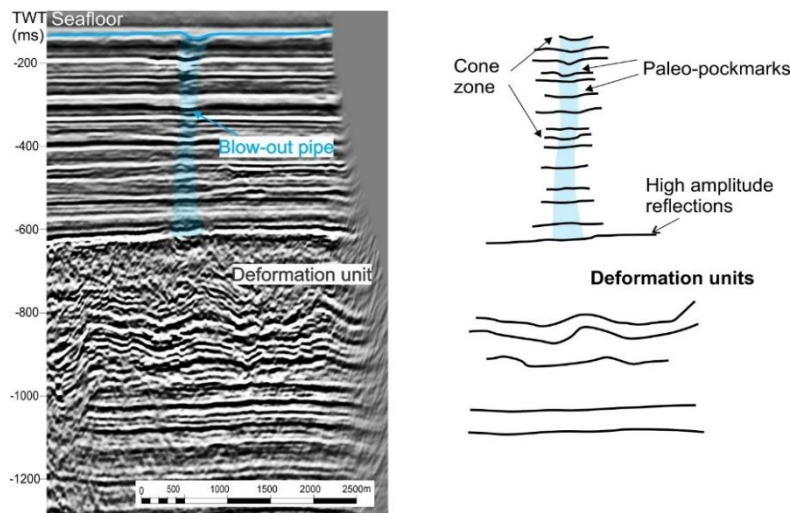 TWT
(ms)
Seafloor
-200
-400
-600
-800
-1000
-1200
Blow-out pipe
Deformation unit
0 500 1000 1500 2000 2500m
Cone
zone
Paleo-pockmarks
High amplitude
reflections
Deformation units